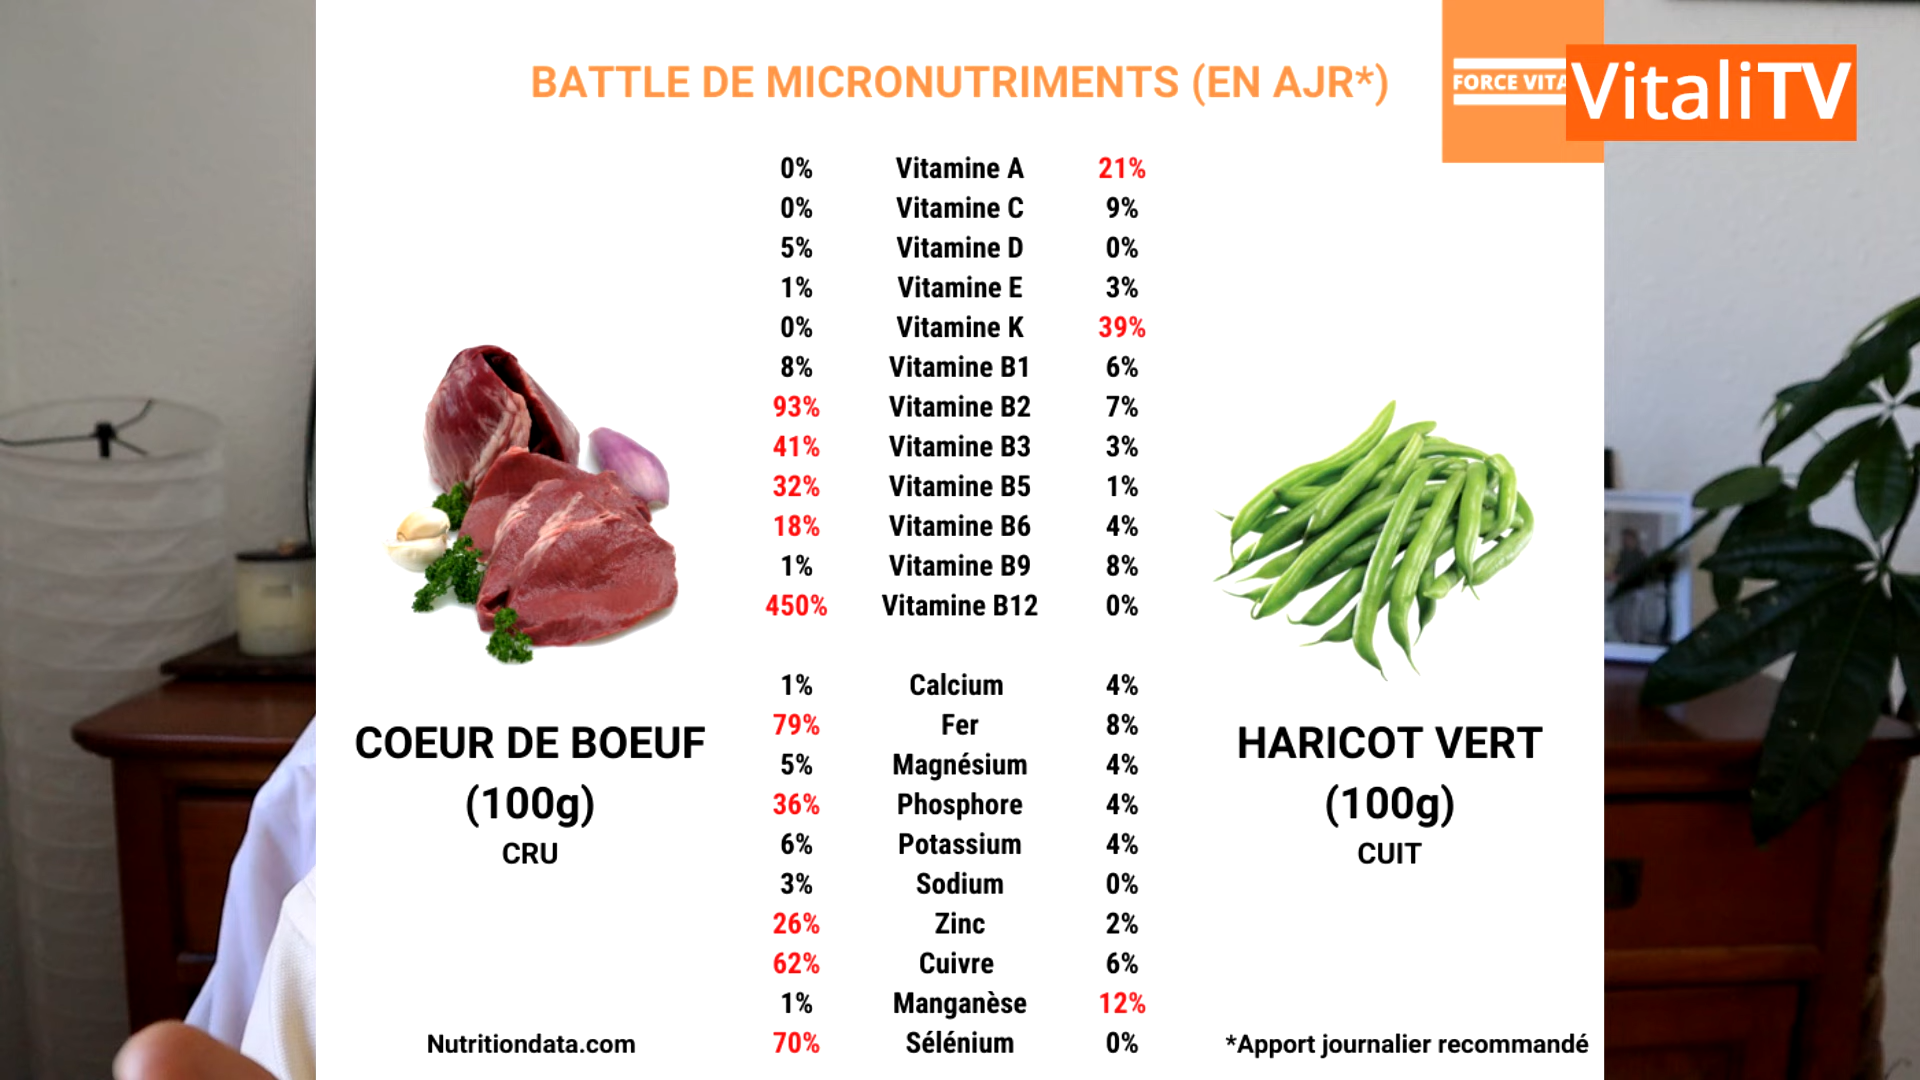 BATTLE DE MICRONUTRIMENTS (EN AJR*)
FORCE VITA
VitaliTV
0% Vitamine A 21%
0% Vitamine C 9%
5% Vitamine D 0%
1% Vitamine E 3%
0% Vitamine K 39%
8% Vitamine B1 6%
93% Vitamine B2 7%
41% Vitamine B3 3%
32% Vitamine B5 1%
18% Vitamine B6 4%
1% Vitamine B9 8%
450% Vitamine B12 0%
1% Calcium 4%
79% Fer 8%
5% Magnésium 4%
36% Phosphore 4%
6% Potassium 4%
3% Sodium 0%
26% Zinc 2%
62% Cuivre 6%
1% Manganèse 12%
70% Sélénium 0%
COEUR DE BOEUF
(100g)
CRU
HARICOT VERT
(100g)
CUIT
Nutritiondata.com
*Apport journalier recommandé